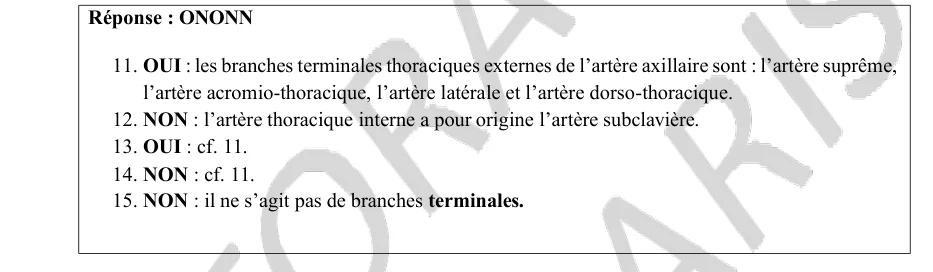 Réponse : ONONN
11. OUI : les branches terminales thoraciques externes de l'artère axillaire sont : l'artère suprême,
l'artère acromio-thoracique, l'artère latérale et l'artère dorso-thoracique.
12. NON : l'artère thoracique interne a pour origine l'artère subclavière.
13. OUI : cf. 11.
14. NON : cf. 11.
15. NON : il ne s'agit pas de branches terminales.